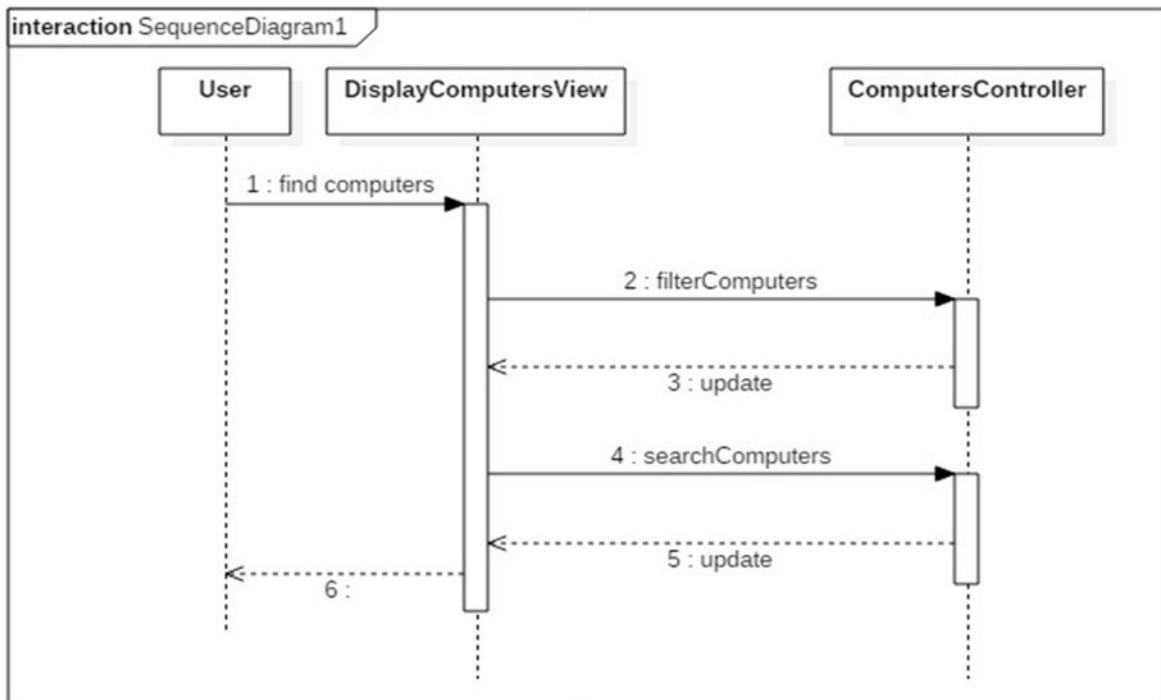 interaction SequenceDiagram1
User
DisplayComputersView
ComputersController
1 : find computers
2 : filterComputers
3 : update
4 : searchComputers
5 : update
6 :